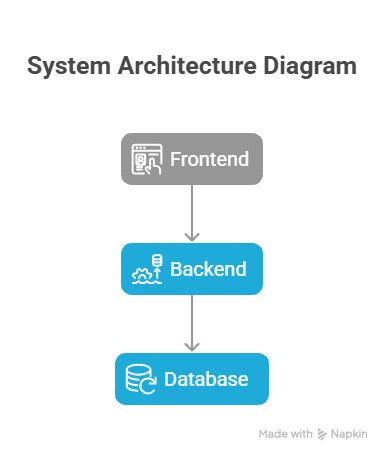 System Architecture Diagram
Frontend
Backend
Database
Made with Napkin